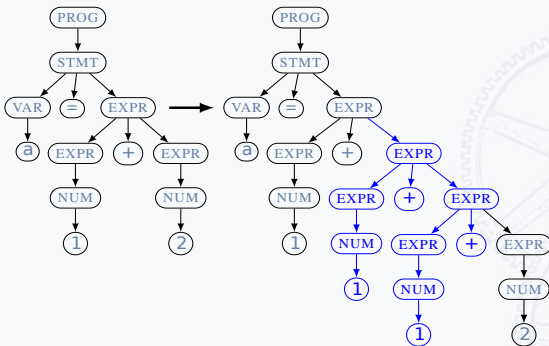 PROG PROG
STMT STMT
VAR = EXPR VAR = EXPR
a EXPR + EXPR a EXPR + EXPR
NUM NUM NUM EXPR + EXPR
1 2 1 NUM EXPR + EXPR
1 NUM NUM
1 2